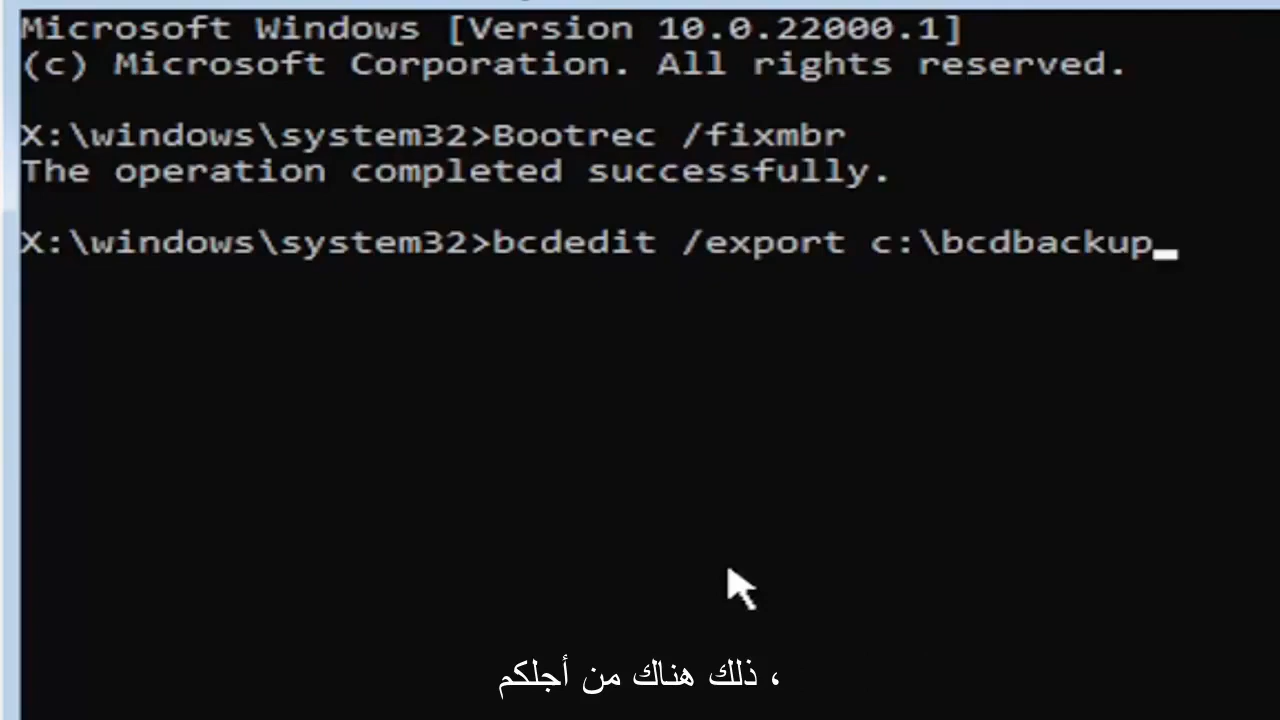 Microsoft Windows [Version 10.0.22000.1]
(c) Microsoft Corporation. All rights reserved.
X:\windows\system32>Bootrec /fixmbr
The operation completed successfully.
X:\windows\system32>bcdedit /export c:\bcdbackup
، ذلك هناك من أجلكم